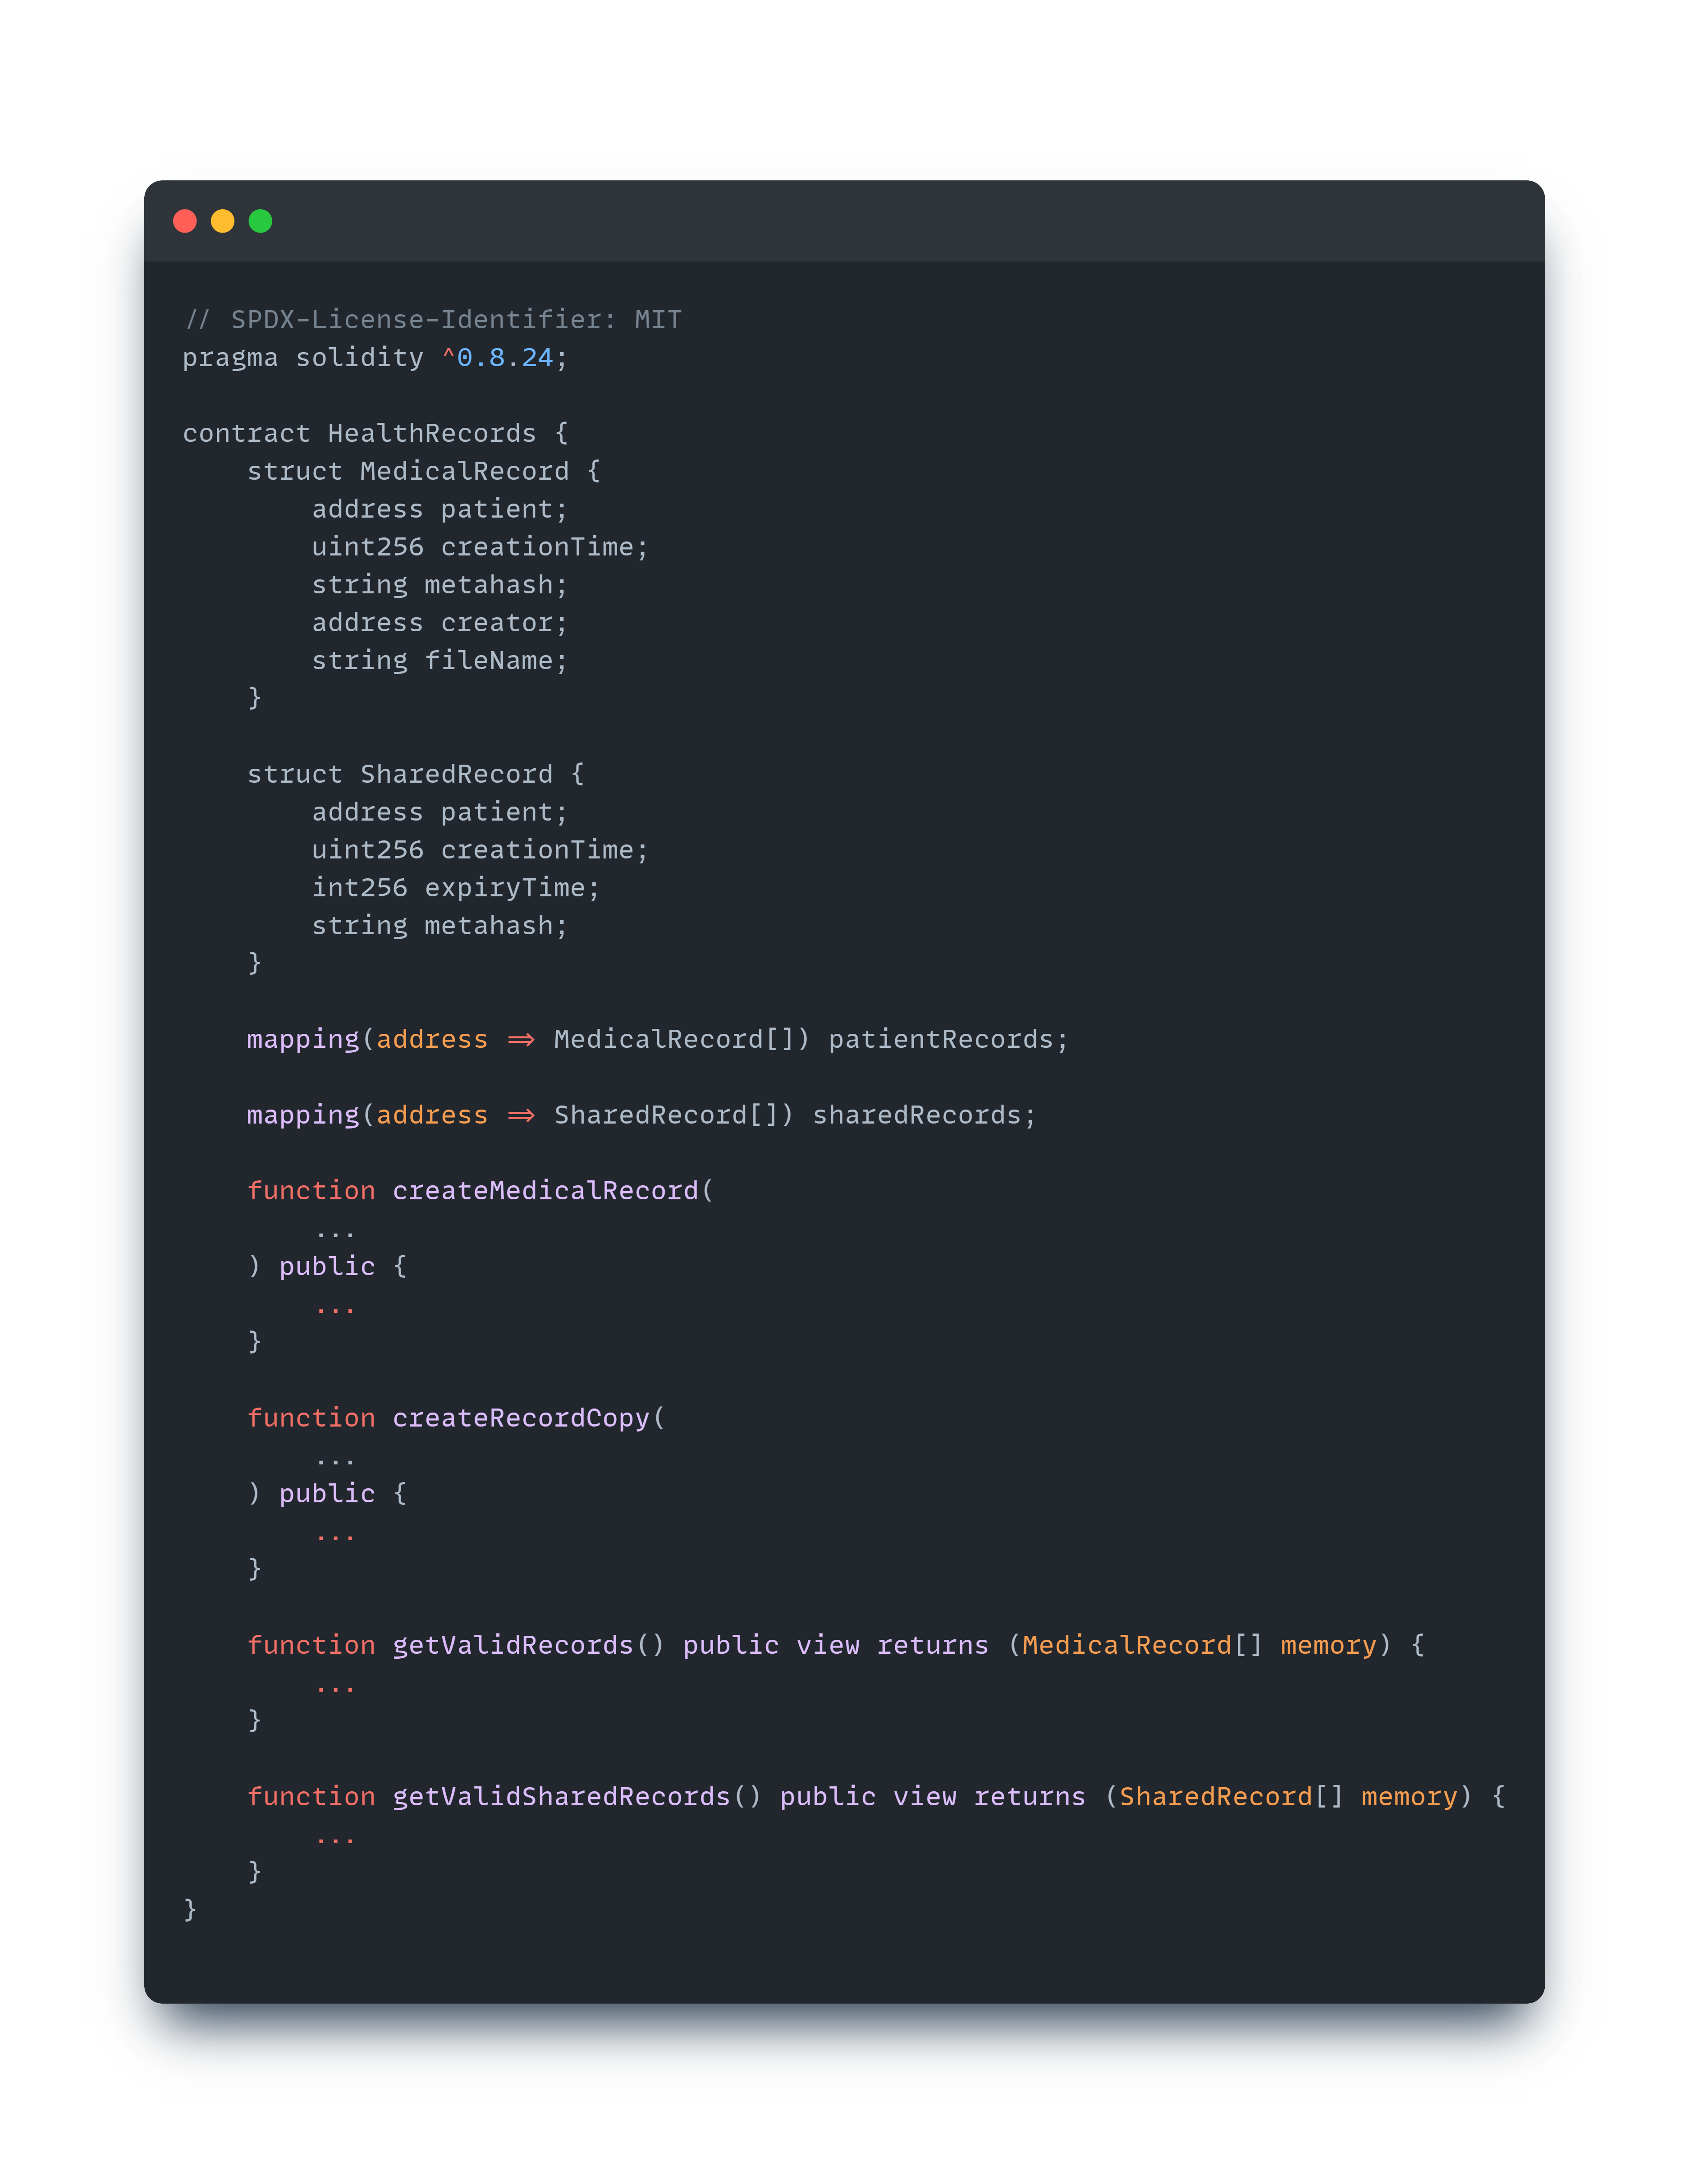 // SPDX-License-Identifier: MIT
pragma solidity ^0.8.24;

contract HealthRecords {
    struct MedicalRecord {
        address patient;
        uint256 creationTime;
        string metahash;
        address creator;
        string fileName;
    }

    struct SharedRecord {
        address patient;
        uint256 creationTime;
        int256 expiryTime;
        string metahash;
    }

    mapping(address => MedicalRecord[]) patientRecords;

    mapping(address => SharedRecord[]) sharedRecords;

    function createMedicalRecord(
        ...
    ) public {
        ...
    }

    function createRecordCopy(
        ...
    ) public {
        ...
    }

    function getValidRecords() public view returns (MedicalRecord[] memory) {
        ...
    }

    function getValidSharedRecords() public view returns (SharedRecord[] memory) {
        ...
    }
}